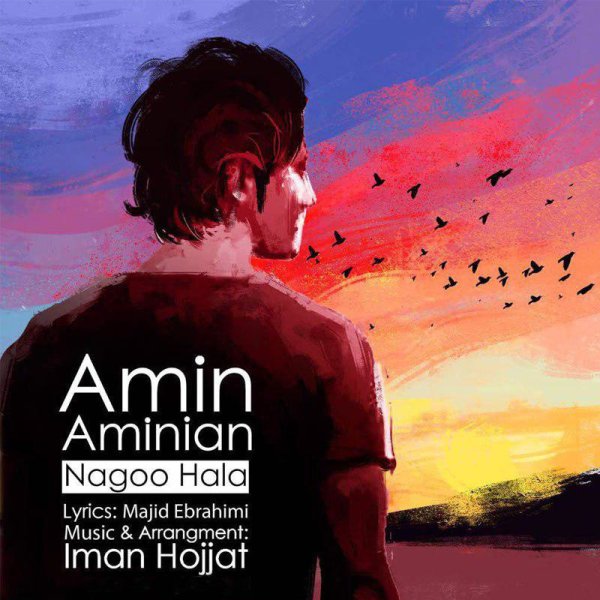 Amin
Aminian
Nagoo Hala
Lyrics: Majid Ebrahimi
Music & Arrangment:
Iman Hojjat